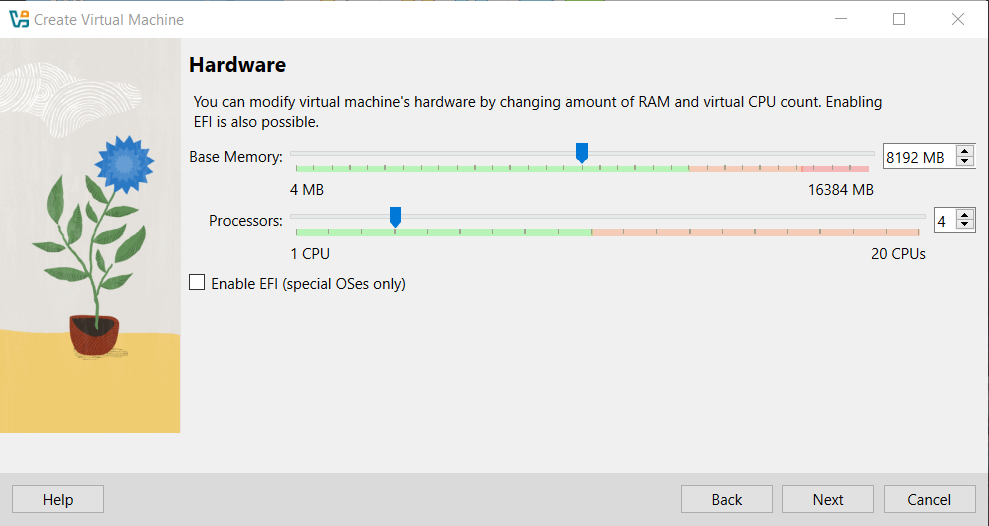 Create Virtual Machine
Hardware
You can modify virtual machine's hardware by changing amount of RAM and virtual CPU count. Enabling
EFI is also possible.
Base Memory: 8192 MB
4 MB 16384 MB
Processors: 4
1 CPU 20 CPUs
Enable EFI (special OSes only)
Help Back Next Cancel